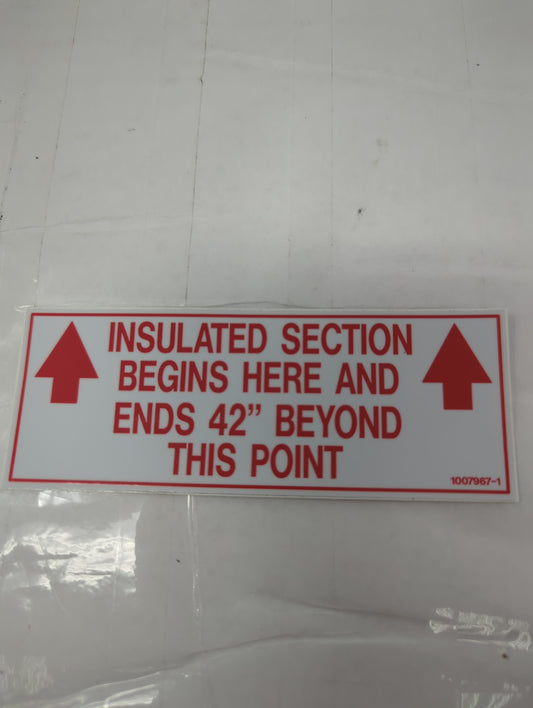 INSULATED SECTION
BEGINS HERE AND
ENDS 42” BEYOND
THIS POINT
1007967-1